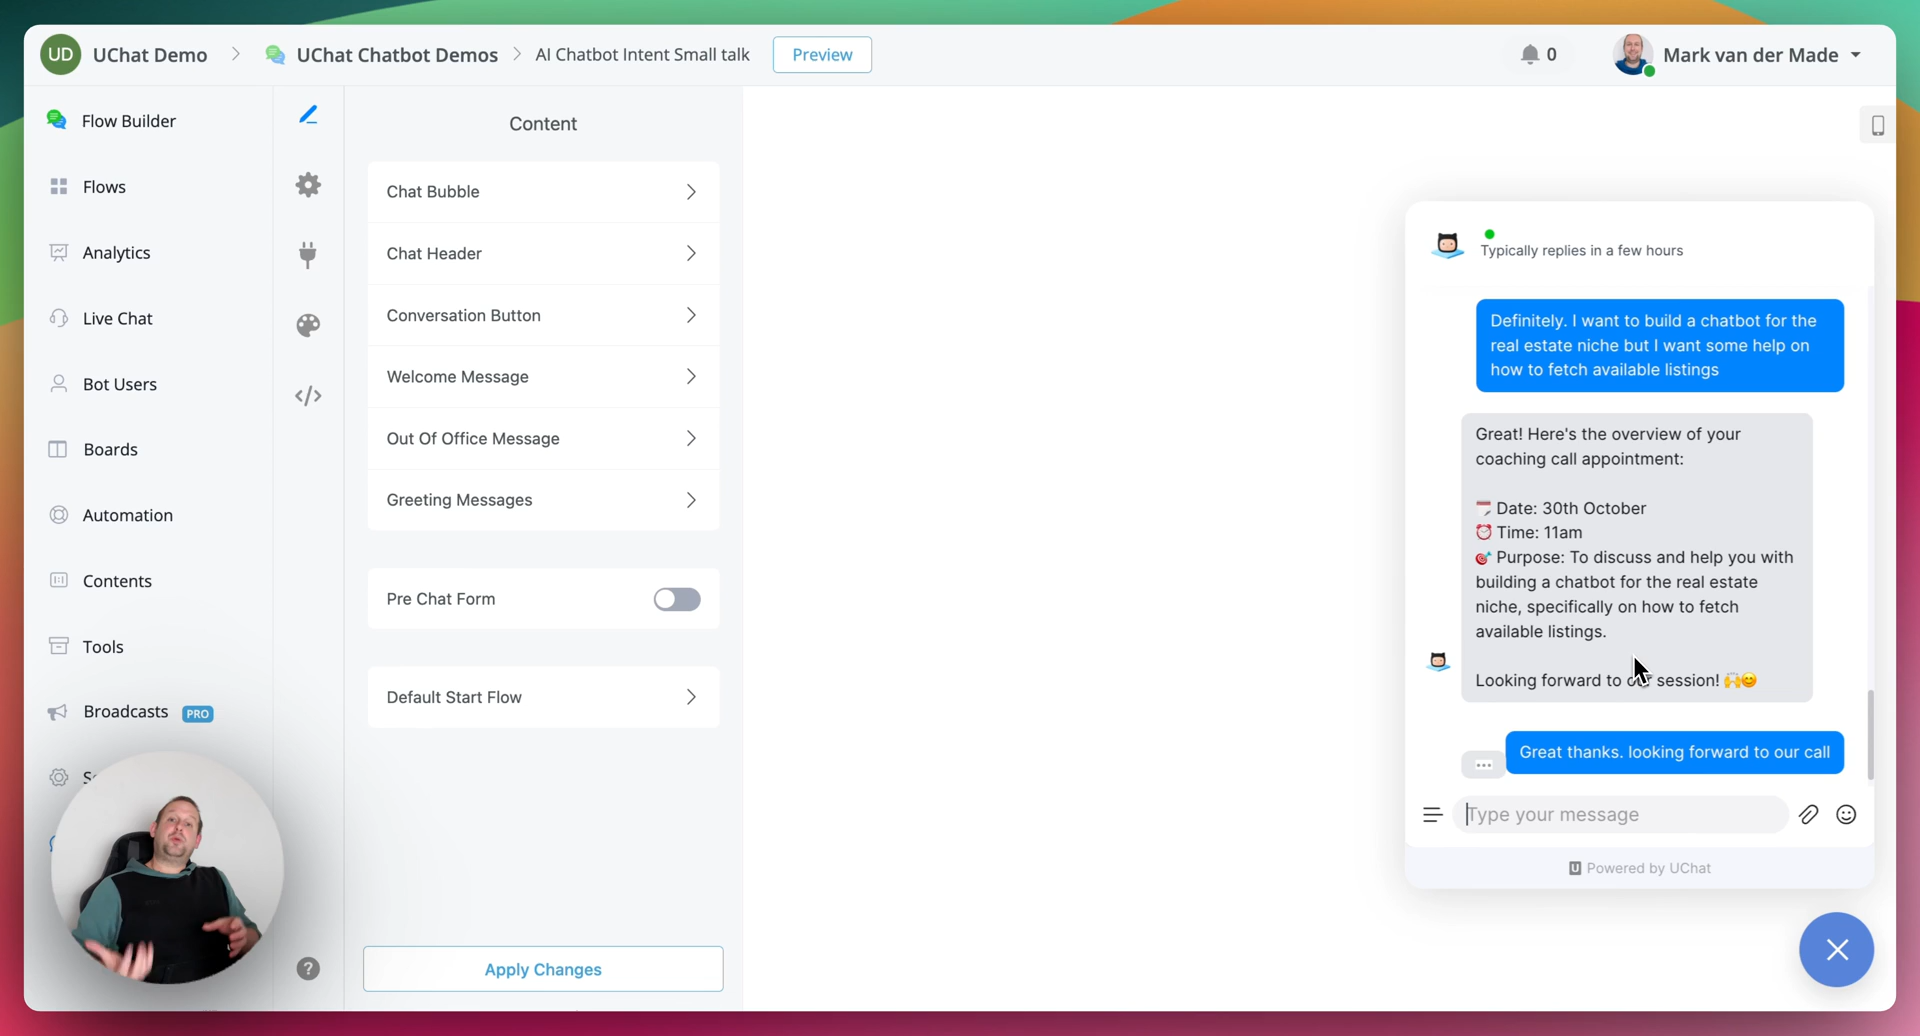 UD UChat Demo > UChat Chatbot Demos > AI Chatbot Intent Small talk Preview 0 Mark van der Made
Flow Builder
Flows
Analytics
Live Chat
Bot Users
Boards
Automation
Contents
Tools
Broadcasts PRO
Content
Chat Bubble
Chat Header
Conversation Button
Welcome Message
Out Of Office Message
Greeting Messages
Pre Chat Form
Default Start Flow
Apply Changes
Typically replies in a few hours
Definitely. I want to build a chatbot for the
real estate niche but I want some help on
how to fetch available listings
Great! Here's the overview of your
coaching call appointment:
Date: 30th October
⏰ Time: 11am
🎯 Purpose: To discuss and help you with
building a chatbot for the real estate
niche, specifically on how to fetch
available listings.
Looking forward to our session! 🙌😊
Great thanks. looking forward to our call
Type your message
U Powered by UChat